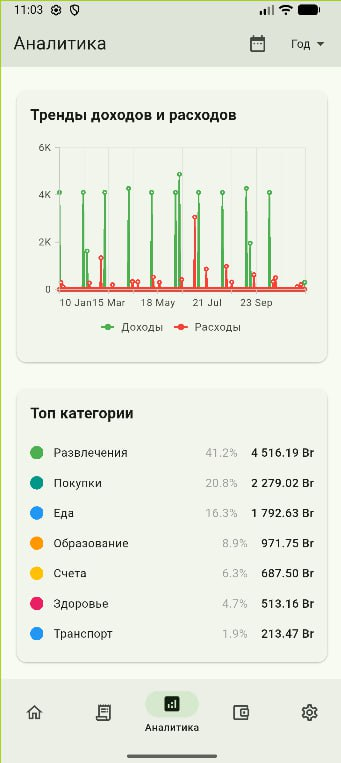 11:03
Аналитика
Год
Тренды доходов и расходов
6K
4K
2K
0
10 Jan 15 Mar 18 May 21 Jul 23 Sep
Доходы Расходы
Топ категории
Развлечения 41.2% 4 516.19 Br
Покупки 20.8% 2 279.02 Br
Еда 16.3% 1 792.63 Br
Образование 8.9% 971.75 Br
Счета 6.3% 687.50 Br
Здоровье 4.7% 513.16 Br
Транспорт 1.9% 213.47 Br
Аналитика